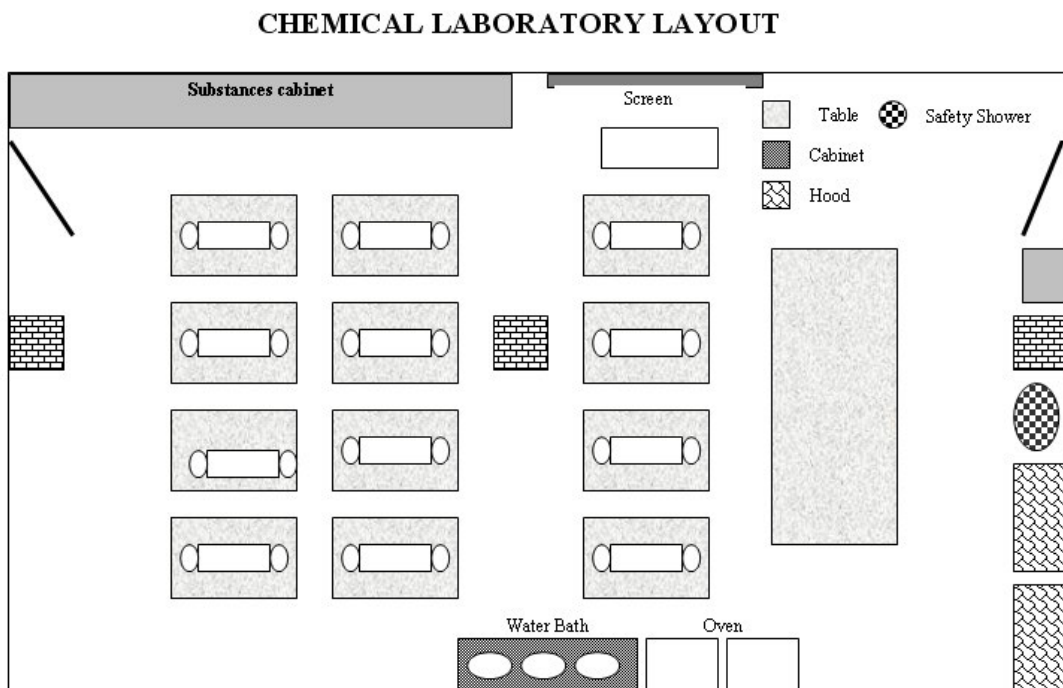 CHEMICAL LABORATORY LAYOUT
Substances cabinet
Screen
Table
Safety Shower
Cabinet
Hood
Water Bath
Oven